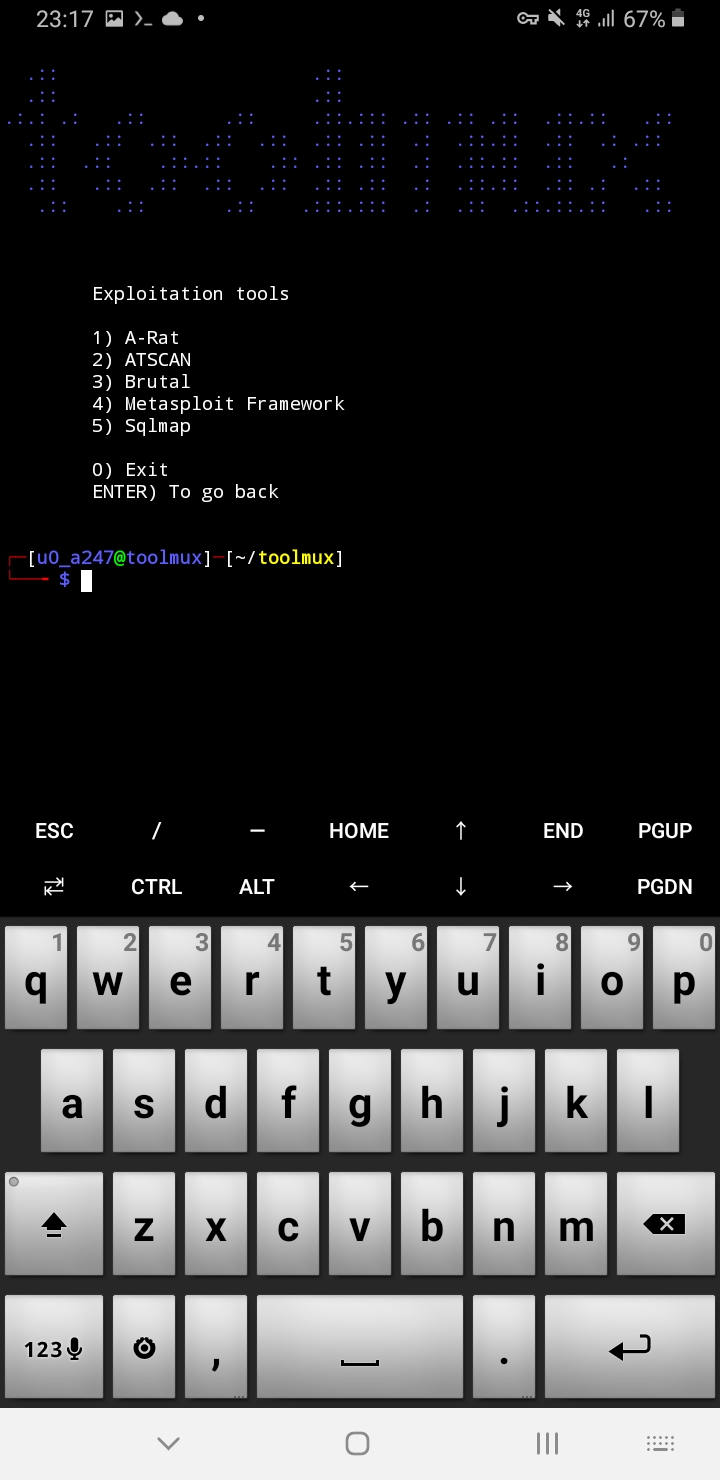 23:17 4G 67%
toolmux
Exploitation tools
1) A-Rat
2) ATSCAN
3) Brutal
4) Metasploit Framework
5) Sqlmap
0) Exit
ENTER) To go back
[u0_a247@toolmux]─[~/toolmux]
$
ESC / – HOME ↑ END PGUP
⇄ CTRL ALT ← ↓ → PGDN
1 2 3 4 5 6 7 8 9 0
q w e r t y u i o p
a s d f g h j k l
z x c v b n m
123 , .